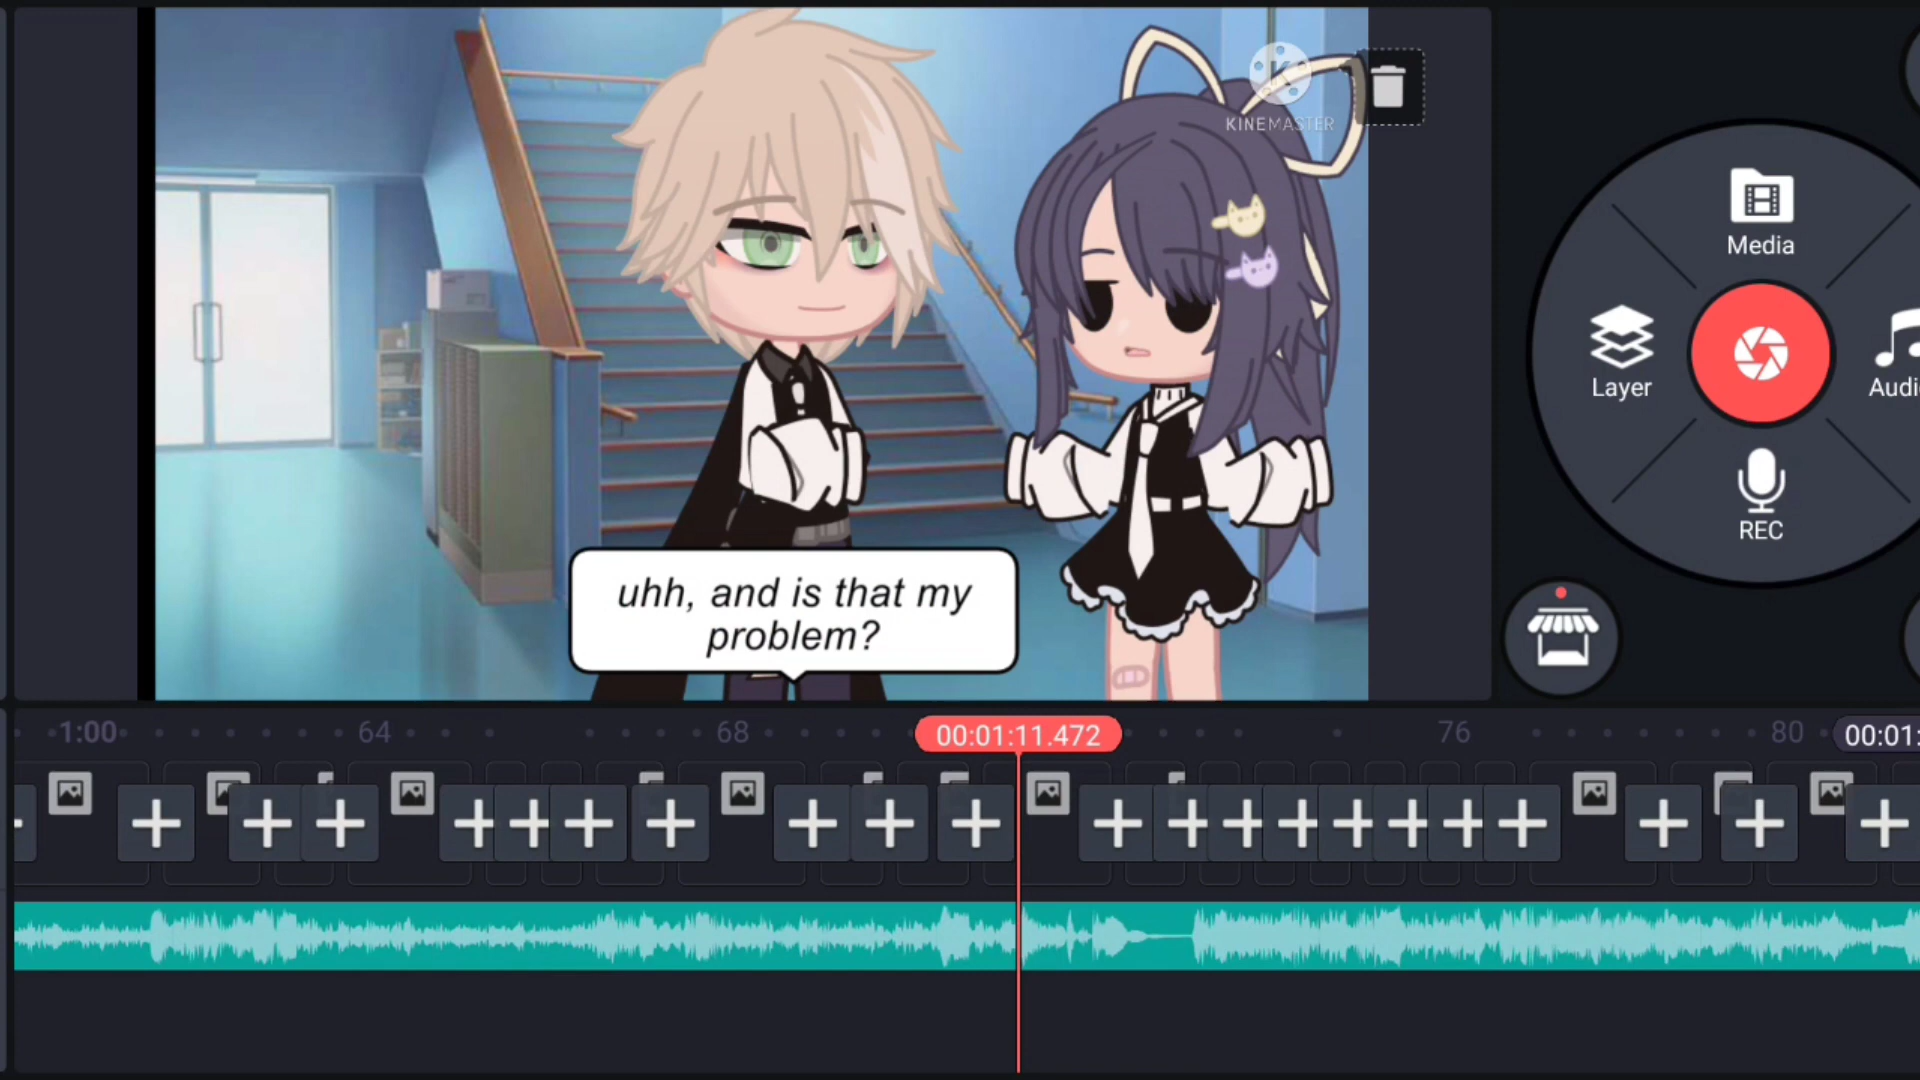 KINEMASTER
Media
Layer
Audi
REC
uhh, and is that my
problem?
1:00
64
68
00:01:11.472
76
80
00:01: